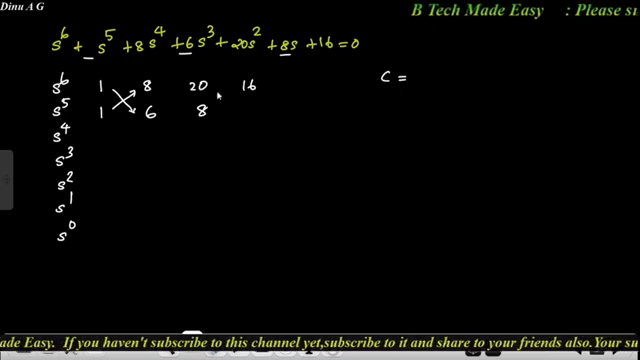 Dinu A G
B Tech Made Easy : Please su
s⁶ + s⁵ + 8s⁴ + 6s³ + 20s² + 8s + 16 = 0
s⁶ 1 8 20 16
s⁵ 1 6 8
s⁴
s³
s²
s¹
s⁰
C =
ade Easy. If you haven't subscribe to this channel yet,subscribe to it and share to your friends also.Your su